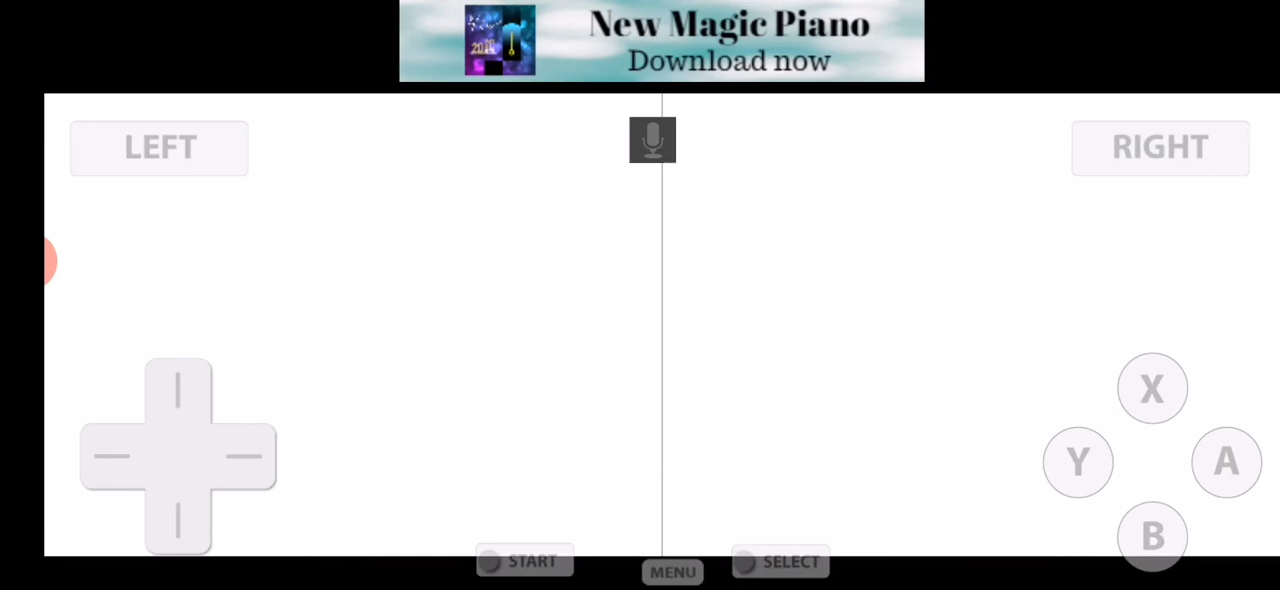 New Magic Piano
Download now
LEFT
RIGHT
X
Y
A
B
START
SELECT
MENU